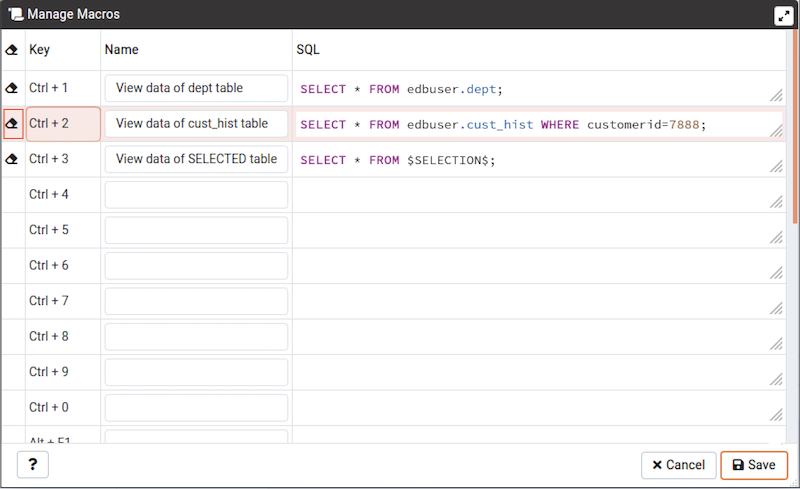 Manage Macros
Key Name SQL
Ctrl + 1 View data of dept table SELECT * FROM edbuser.dept;
Ctrl + 2 View data of cust_hist table SELECT * FROM edbuser.cust_hist WHERE customerid=7888;
Ctrl + 3 View data of SELECTED table SELECT * FROM $SELECTION$;
Ctrl + 4
Ctrl + 5
Ctrl + 6
Ctrl + 7
Ctrl + 8
Ctrl + 9
Ctrl + 0
Alt + F1
? Cancel Save